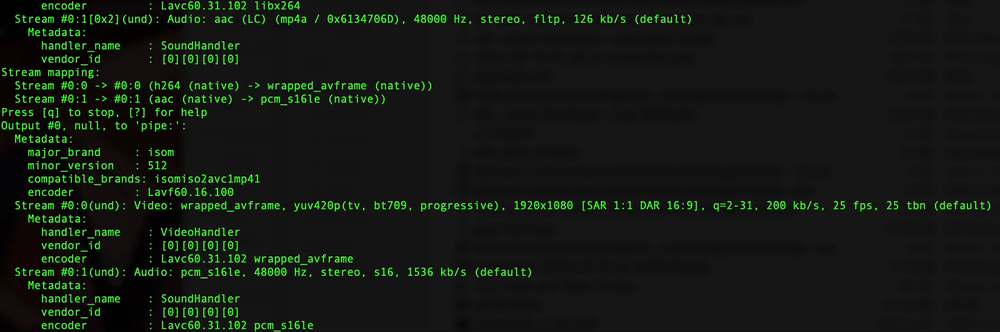 encoder         : Lavc60.31.102 libx264
Stream #0:1[0x2](und): Audio: aac (LC) (mp4a / 0x6134706D), 48000 Hz, stereo, fltp, 126 kb/s (default)
Metadata:
handler_name    : SoundHandler
vendor_id       : [0][0][0][0]
Stream mapping:
Stream #0:0 -> #0:0 (h264 (native) -> wrapped_avframe (native))
Stream #0:1 -> #0:1 (aac (native) -> pcm_s16le (native))
Press [q] to stop, [?] for help
Output #0, null, to 'pipe:':
Metadata:
major_brand     : isom
minor_version   : 512
compatible_brands: isomiso2avc1mp41
encoder         : Lavf60.16.100
Stream #0:0(und): Video: wrapped_avframe, yuv420p(tv, bt709, progressive), 1920x1080 [SAR 1:1 DAR 16:9], q=2-31, 200 kb/s, 25 fps, 25 tbn (default)
Metadata:
handler_name    : VideoHandler
vendor_id       : [0][0][0][0]
encoder         : Lavc60.31.102 wrapped_avframe
Stream #0:1(und): Audio: pcm_s16le, 48000 Hz, stereo, s16, 1536 kb/s (default)
Metadata:
handler_name    : SoundHandler
vendor_id       : [0][0][0][0]
encoder         : Lavc60.31.102 pcm_s16le